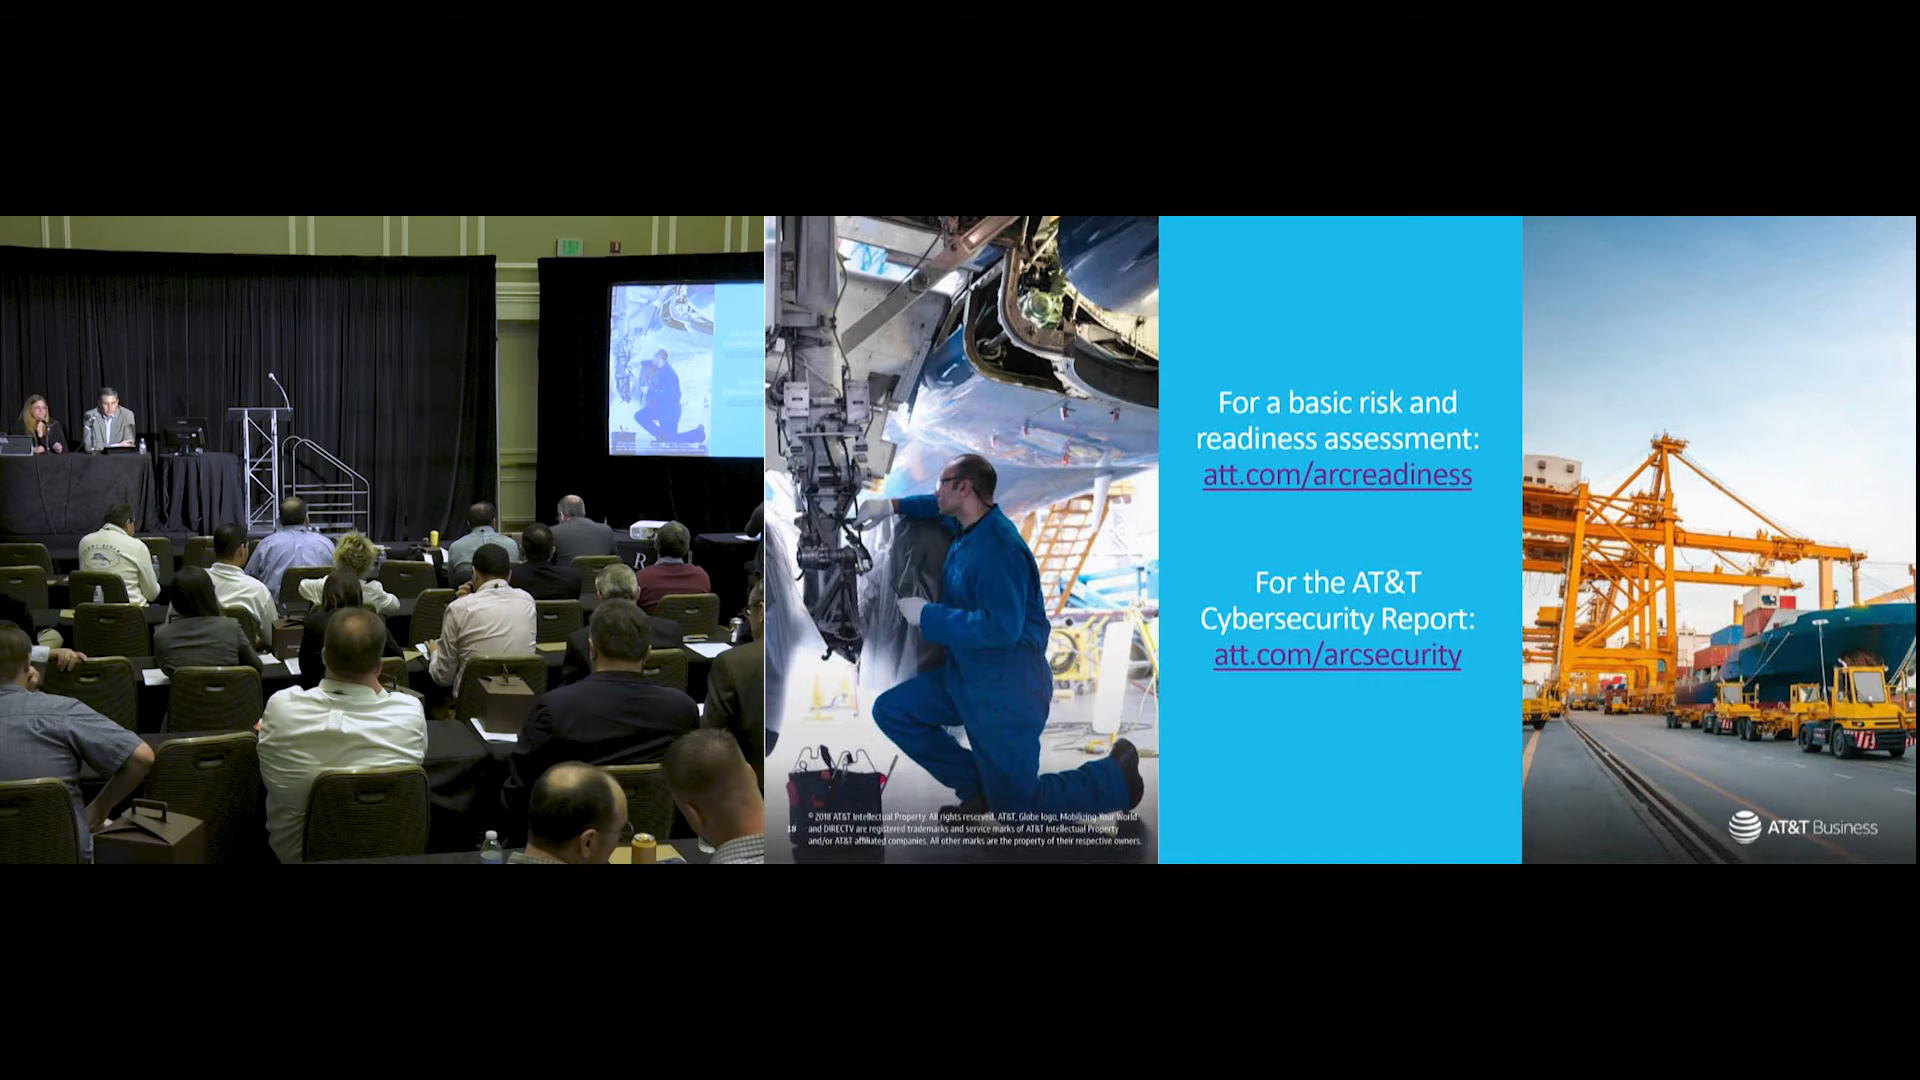 For a basic risk and
readiness assessment:
att.com/arcreadiness
For the AT&T
Cybersecurity Report:
att.com/arcsecurity
18
© 2018 AT&T Intellectual Property. All rights reserved. AT&T, Globe logo, Mobilizing Your World
and DIRECTV are registered trademarks and service marks of AT&T Intellectual Property
and/or AT&T affiliated companies. All other marks are the property of their respective owners.
AT&T Business
R